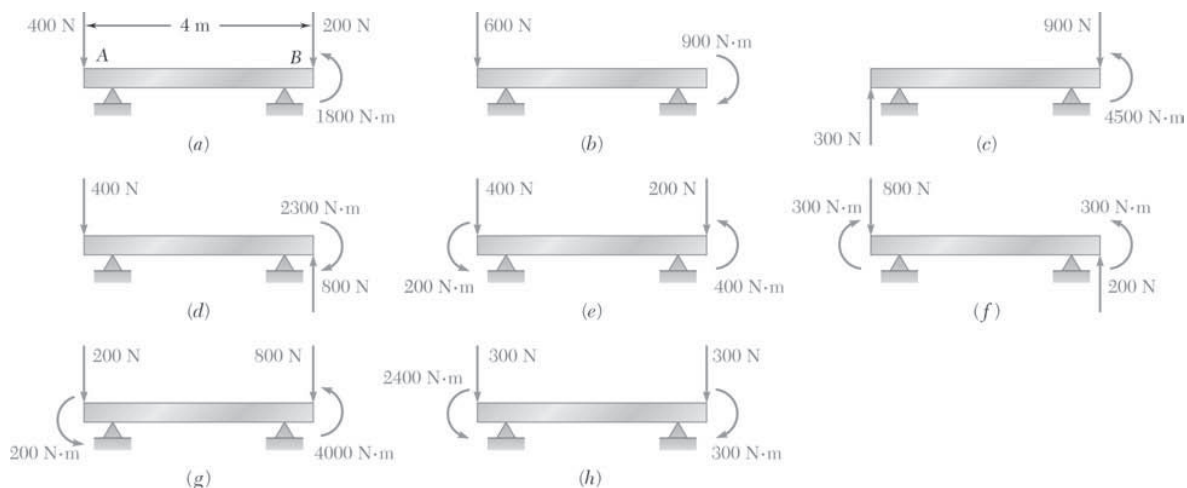 400 N
4 m
200 N
A
B
1800 N·m
(a)
600 N
900 N·m
(b)
900 N
300 N
4500 N·m
(c)
400 N
2300 N·m
800 N
(d)
400 N
200 N
200 N·m
400 N·m
(e)
800 N
300 N·m
300 N·m
200 N
(f)
200 N
800 N
200 N·m
4000 N·m
(g)
300 N
300 N
2400 N·m
300 N·m
(h)